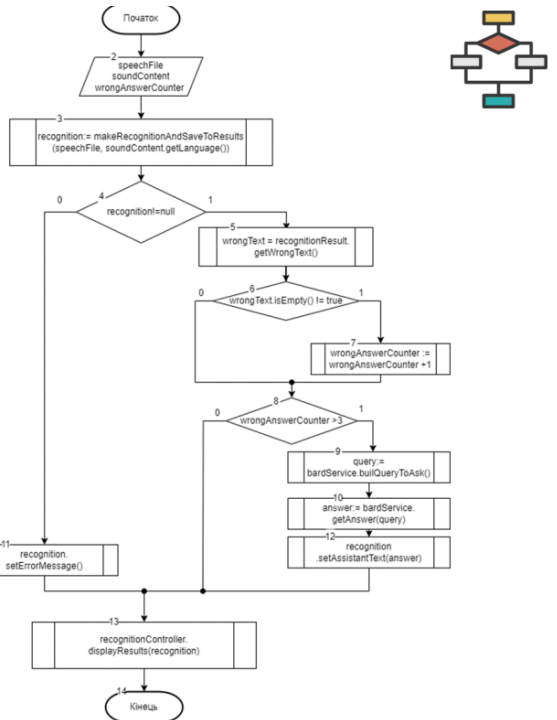 Початок
2
speechFile
soundContent
wrongAnswerCounter
3
recognition:= makeRecognitionAndSaveToResults
(speechFile, soundContent.getLanguage())
4
0
recognition!=null
1
5
wrongText = recognitionResult.
getWrongText()
6
0
wrongText.isEmpty() != true
1
7
wrongAnswerCounter :=
wrongAnswerCounter +1
8
0
wrongAnswerCounter >3
1
9
query:=
bardService.builQueryToAsk()
10
answer:= bardService.
getAnswer(query)
12
recognition
.setAssistantText(answer)
11
recognition.
setErrorMessage()
13
recognitionController.
displayResults(recognition)
14
Кінець